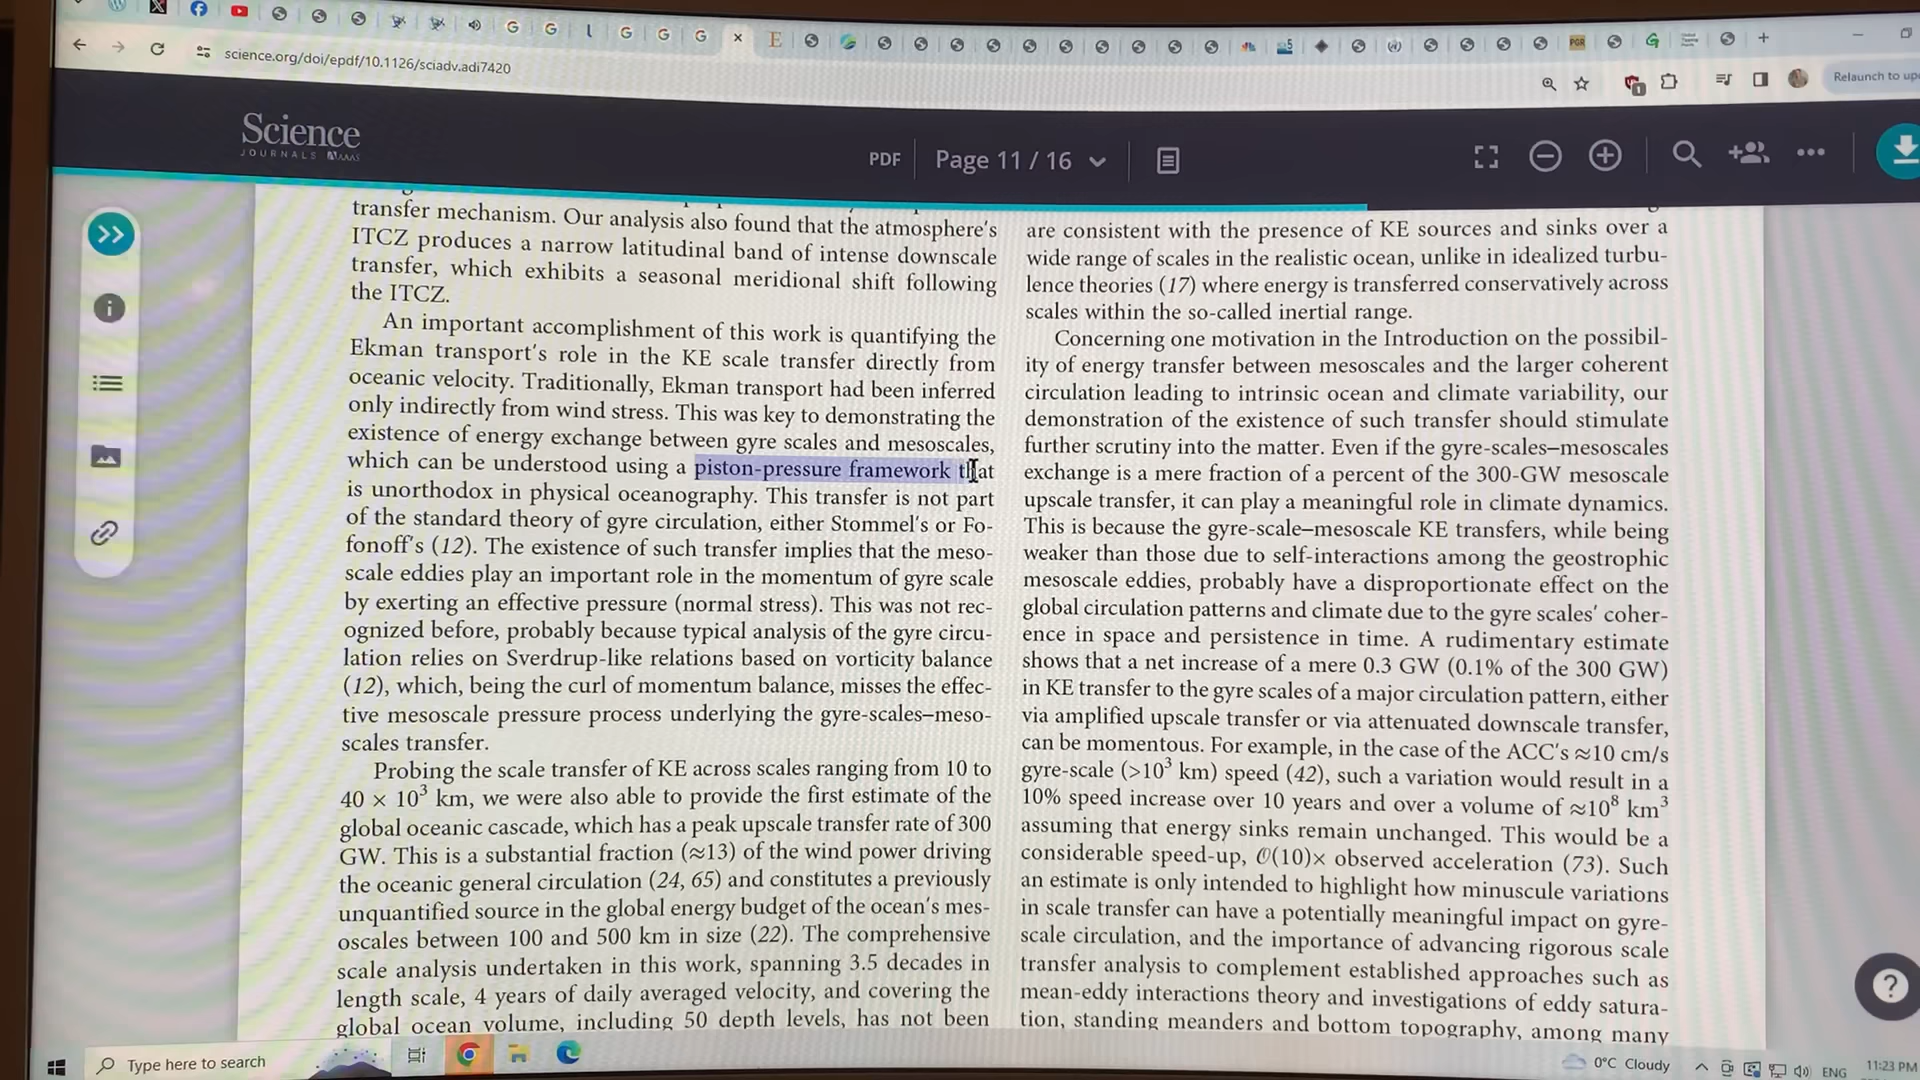 science.org/doi/epdf/10.1126/sciadv.adi7420
Relaunch to up
Science
JOURNALS AAAS
PDF
Page 11 / 16
transfer mechanism. Our analysis also found that the atmosphere's
ITCZ produces a narrow latitudinal band of intense downscale
transfer, which exhibits a seasonal meridional shift following
the ITCZ.
An important accomplishment of this work is quantifying the
Ekman transport's role in the KE scale transfer directly from
oceanic velocity. Traditionally, Ekman transport had been inferred
only indirectly from wind stress. This was key to demonstrating the
existence of energy exchange between gyre scales and mesoscales,
which can be understood using a piston-pressure framework that
is unorthodox in physical oceanography. This transfer is not part
of the standard theory of gyre circulation, either Stommel's or Fo-
fonoff's (12). The existence of such transfer implies that the meso-
scale eddies play an important role in the momentum of gyre scale
by exerting an effective pressure (normal stress). This was not rec-
ognized before, probably because typical analysis of the gyre circu-
lation relies on Sverdrup-like relations based on vorticity balance
(12), which, being the curl of momentum balance, misses the effec-
tive mesoscale pressure process underlying the gyre-scales–meso-
scales transfer.
Probing the scale transfer of KE across scales ranging from 10 to
40 × 10³ km, we were also able to provide the first estimate of the
global oceanic cascade, which has a peak upscale transfer rate of 300
GW. This is a substantial fraction (≈13) of the wind power driving
the oceanic general circulation (24, 65) and constitutes a previously
unquantified source in the global energy budget of the ocean's mes-
oscales between 100 and 500 km in size (22). The comprehensive
scale analysis undertaken in this work, spanning 3.5 decades in
length scale, 4 years of daily averaged velocity, and covering the
global ocean volume, including 50 depth levels, has not been
are consistent with the presence of KE sources and sinks over a
wide range of scales in the realistic ocean, unlike in idealized turbu-
lence theories (17) where energy is transferred conservatively across
scales within the so-called inertial range.
Concerning one motivation in the Introduction on the possibil-
ity of energy transfer between mesoscales and the larger coherent
circulation leading to intrinsic ocean and climate variability, our
demonstration of the existence of such transfer should stimulate
further scrutiny into the matter. Even if the gyre-scales–mesoscales
exchange is a mere fraction of a percent of the 300-GW mesoscale
upscale transfer, it can play a meaningful role in climate dynamics.
This is because the gyre-scale–mesoscale KE transfers, while being
weaker than those due to self-interactions among the geostrophic
mesoscale eddies, probably have a disproportionate effect on the
global circulation patterns and climate due to the gyre scales' coher-
ence in space and persistence in time. A rudimentary estimate
shows that a net increase of a mere 0.3 GW (0.1% of the 300 GW)
in KE transfer to the gyre scales of a major circulation pattern, either
via amplified upscale transfer or via attenuated downscale transfer,
can be momentous. For example, in the case of the ACC's ≈10 cm/s
gyre-scale (>10³ km) speed (42), such a variation would result in a
10% speed increase over 10 years and over a volume of ≈10⁸ km³
assuming that energy sinks remain unchanged. This would be a
considerable speed-up, 𝒪(10)× observed acceleration (73). Such
an estimate is only intended to highlight how minuscule variations
in scale transfer can have a potentially meaningful impact on gyre-
scale circulation, and the importance of advancing rigorous scale
transfer analysis to complement established approaches such as
mean-eddy interactions theory and investigations of eddy satura-
tion, standing meanders and bottom topography, among many
Type here to search
0°C Cloudy
ENG
11:23 PM